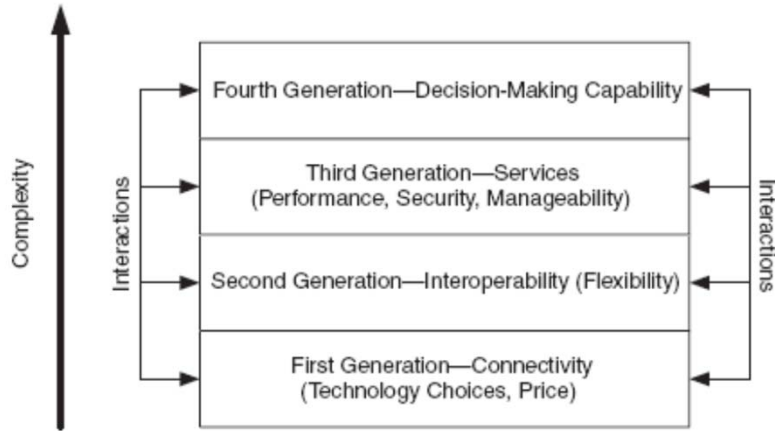 Complexity
Interactions
Fourth Generation—Decision-Making Capability
Third Generation—Services
(Performance, Security, Manageability)
Second Generation—Interoperability (Flexibility)
First Generation—Connectivity
(Technology Choices, Price)
Interactions